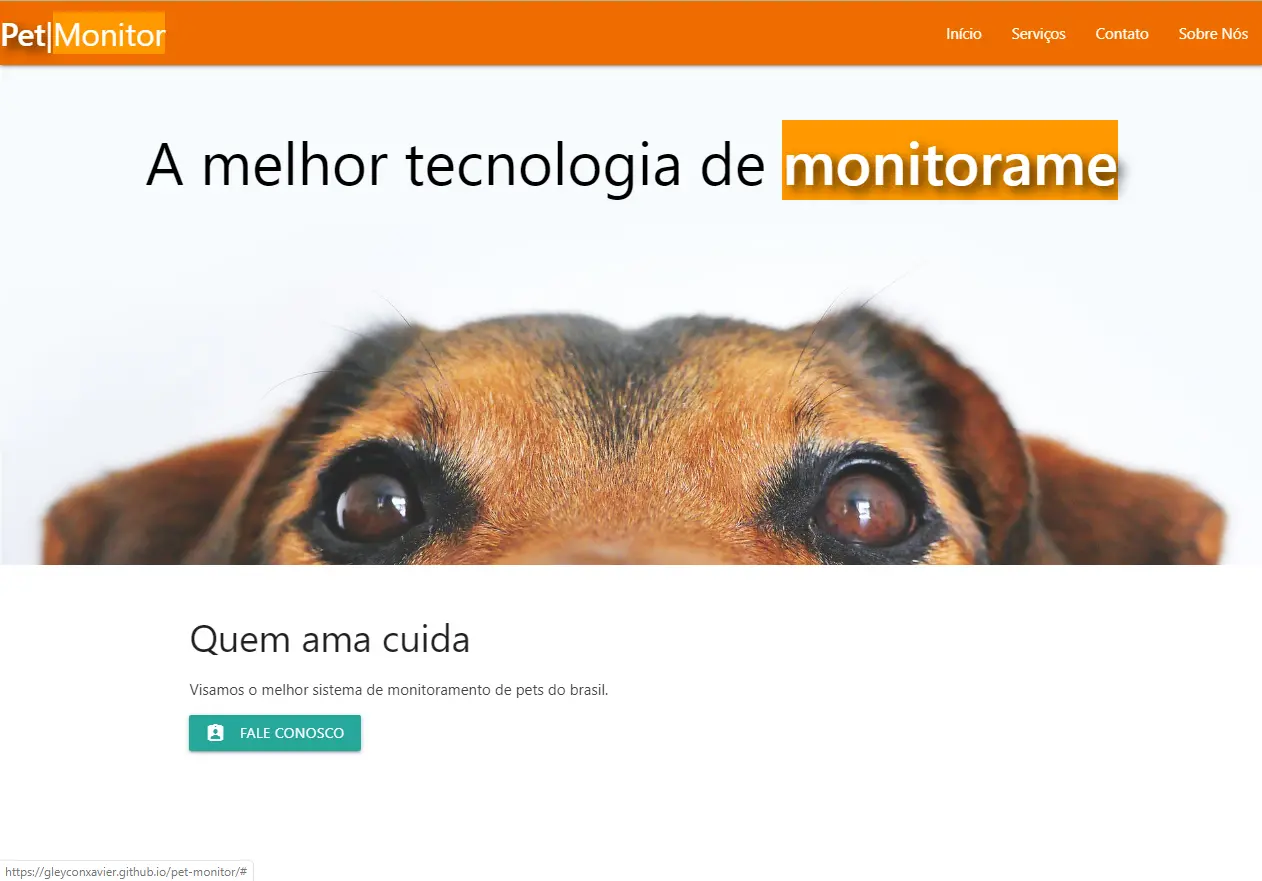 Pet|Monitor
Início Serviços Contato Sobre Nós
A melhor tecnologia de monitorame
Quem ama cuida
Visamos o melhor sistema de monitoramento de pets do brasil.
FALE CONOSCO
https://gleyconxavier.github.io/pet-monitor/#